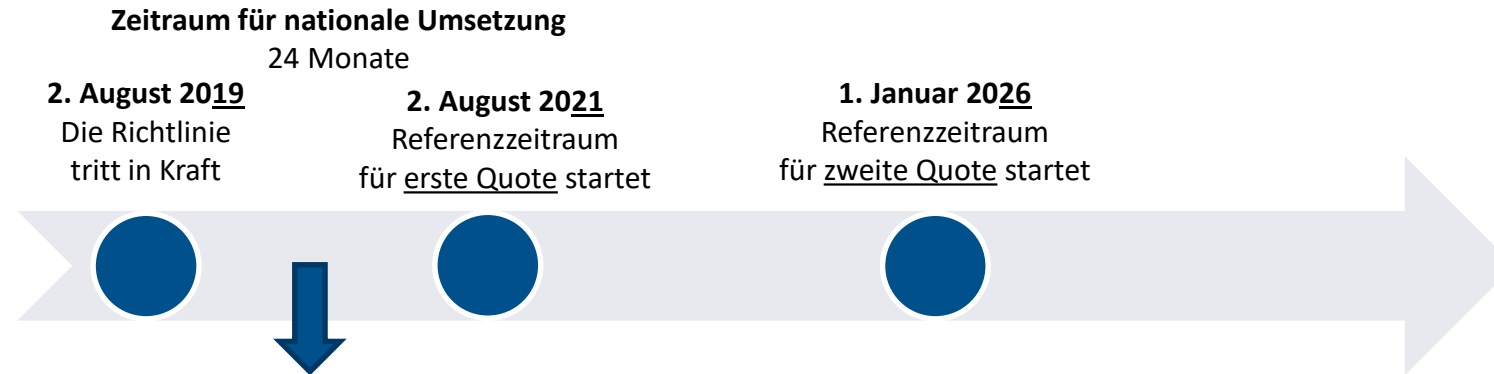 Zeitraum für nationale Umsetzung
24 Monate
2. August 2019
Die Richtlinie
tritt in Kraft
2. August 2021
Referenzzeitraum
für erste Quote startet
1. Januar 2026
Referenzzeitraum
für zweite Quote startet